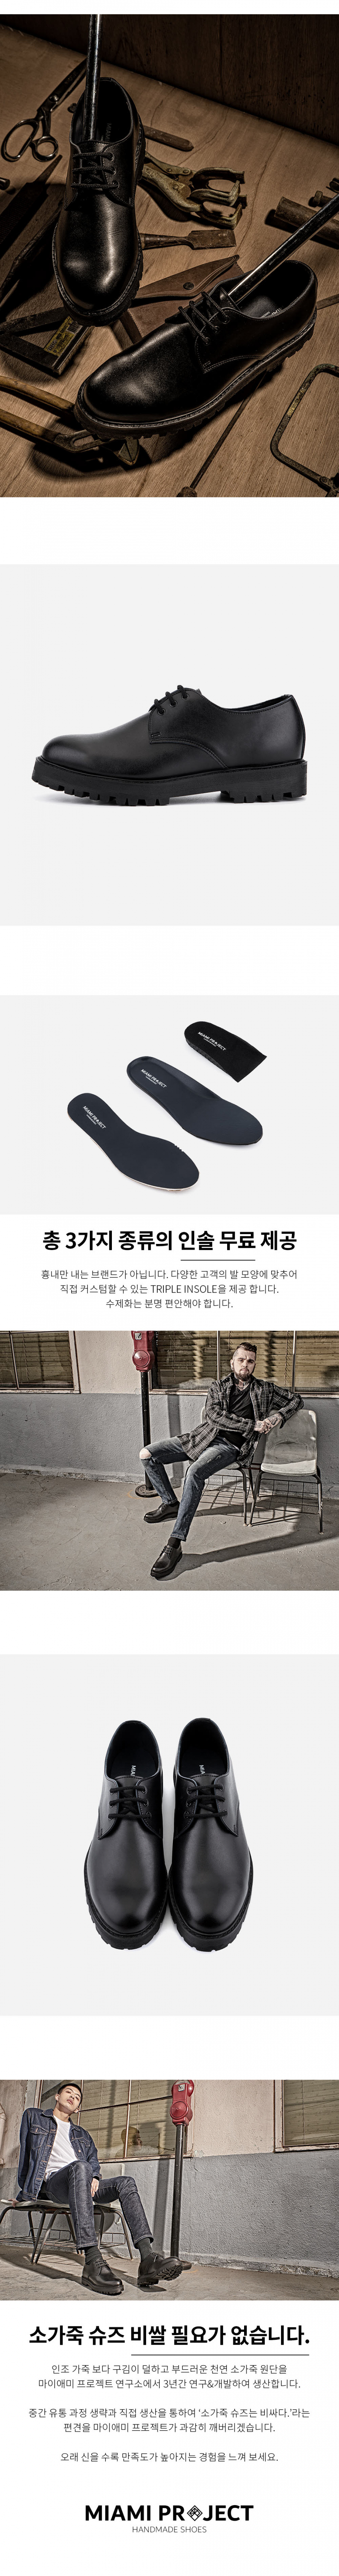 MIAMI PROJECT
MIAMI PROJECT
MIAMI PROJECT
총 3가지 종류의 인솔 무료 제공
흉내만 내는 브랜드가 아닙니다. 다양한 고객의 발 모양에 맞추어
직접 커스텀할 수 있는 TRIPLE INSOLE을 제공 합니다.
수제화는 분명 편안해야 합니다.
MIA
MIA
소가죽 슈즈 비쌀 필요가 없습니다.
인조 가죽 보다 구김이 덜하고 부드러운 천연 소가죽 원단을
마이애미 프로젝트 연구소에서 3년간 연구&개발하여 생산합니다.
중간 유통 과정 생략과 직접 생산을 통하여 ‘소가죽 슈즈는 비싸다.’라는
편견을 마이애미 프로젝트가 과감히 깨버리겠습니다.
오래 신을 수록 만족도가 높아지는 경험을 느껴 보세요.
MIAMI PROJECT
HANDMADE SHOES